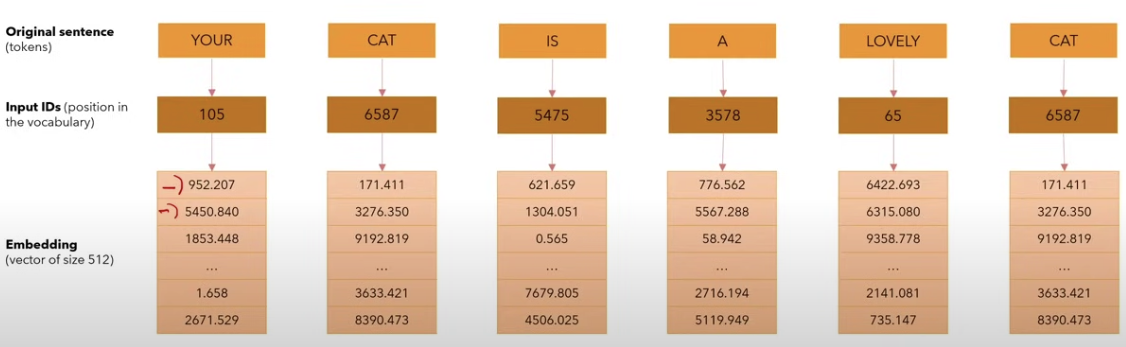 Original sentence
(tokens)
YOUR CAT IS A LOVELY CAT
Input IDs (position in
the vocabulary)
105 6587 5475 3578 65 6587
952.207 171.411 621.659 776.562 6422.693 171.411
5450.840 3276.350 1304.051 5567.288 6315.080 3276.350
1853.448 9192.819 0.565 58.942 9358.778 9192.819
Embedding
(vector of size 512)
... ... ... ... ... ...
1.658 3633.421 7679.805 2716.194 2141.081 3633.421
2671.529 8390.473 4506.025 5119.949 735.147 8390.473